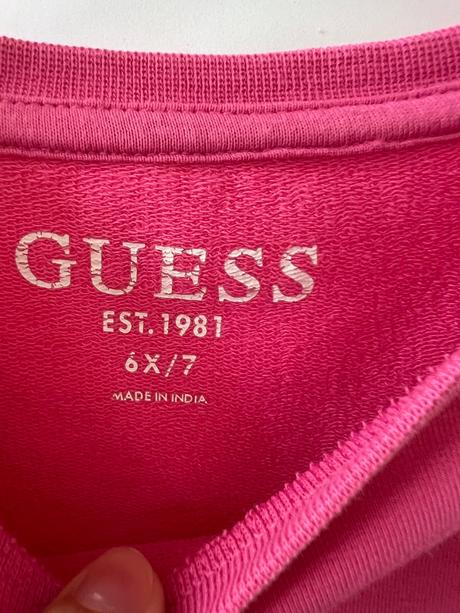 GUESS
EST.1981
6X/7
MADE IN INDIA